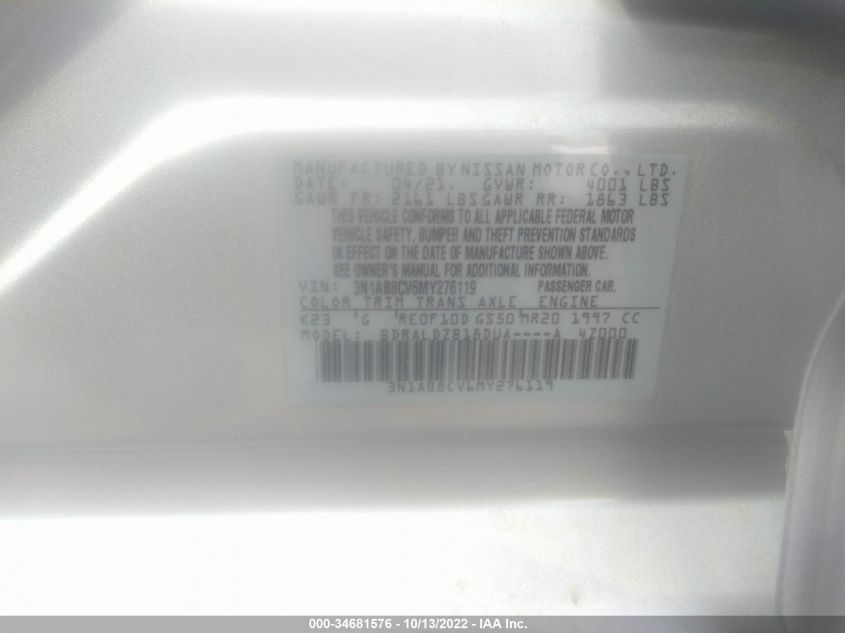 MANUFACTURED BY NISSAN MOTOR CO., LTD.
DATE: 04/21. GVWR: 4001 LBS
GAWR FR: 2161 LBS GAWR RR: 1863 LBS
THIS VEHICLE CONFORMS TO ALL APPLICABLE FEDERAL MOTOR
VEHICLE SAFETY, BUMPER AND THEFT PREVENTION STANDARDS
IN EFFECT ON THE DATE OF MANUFACTURE SHOWN ABOVE.
SEE OWNER'S MANUAL FOR ADDITIONAL INFORMATION.
VIN: 3N1AB8CV6MY276119 PASSENGER CAR.
COLOR TRIM TRANS AXLE ENGINE
K23 'G 'RE0F10D GS50 MR20 1997 CC
MODEL: BDRALDZB18DUA----A 47000
3N1AB8CV6MY276119
000-34681576 - 10/13/2022 - IAA Inc.